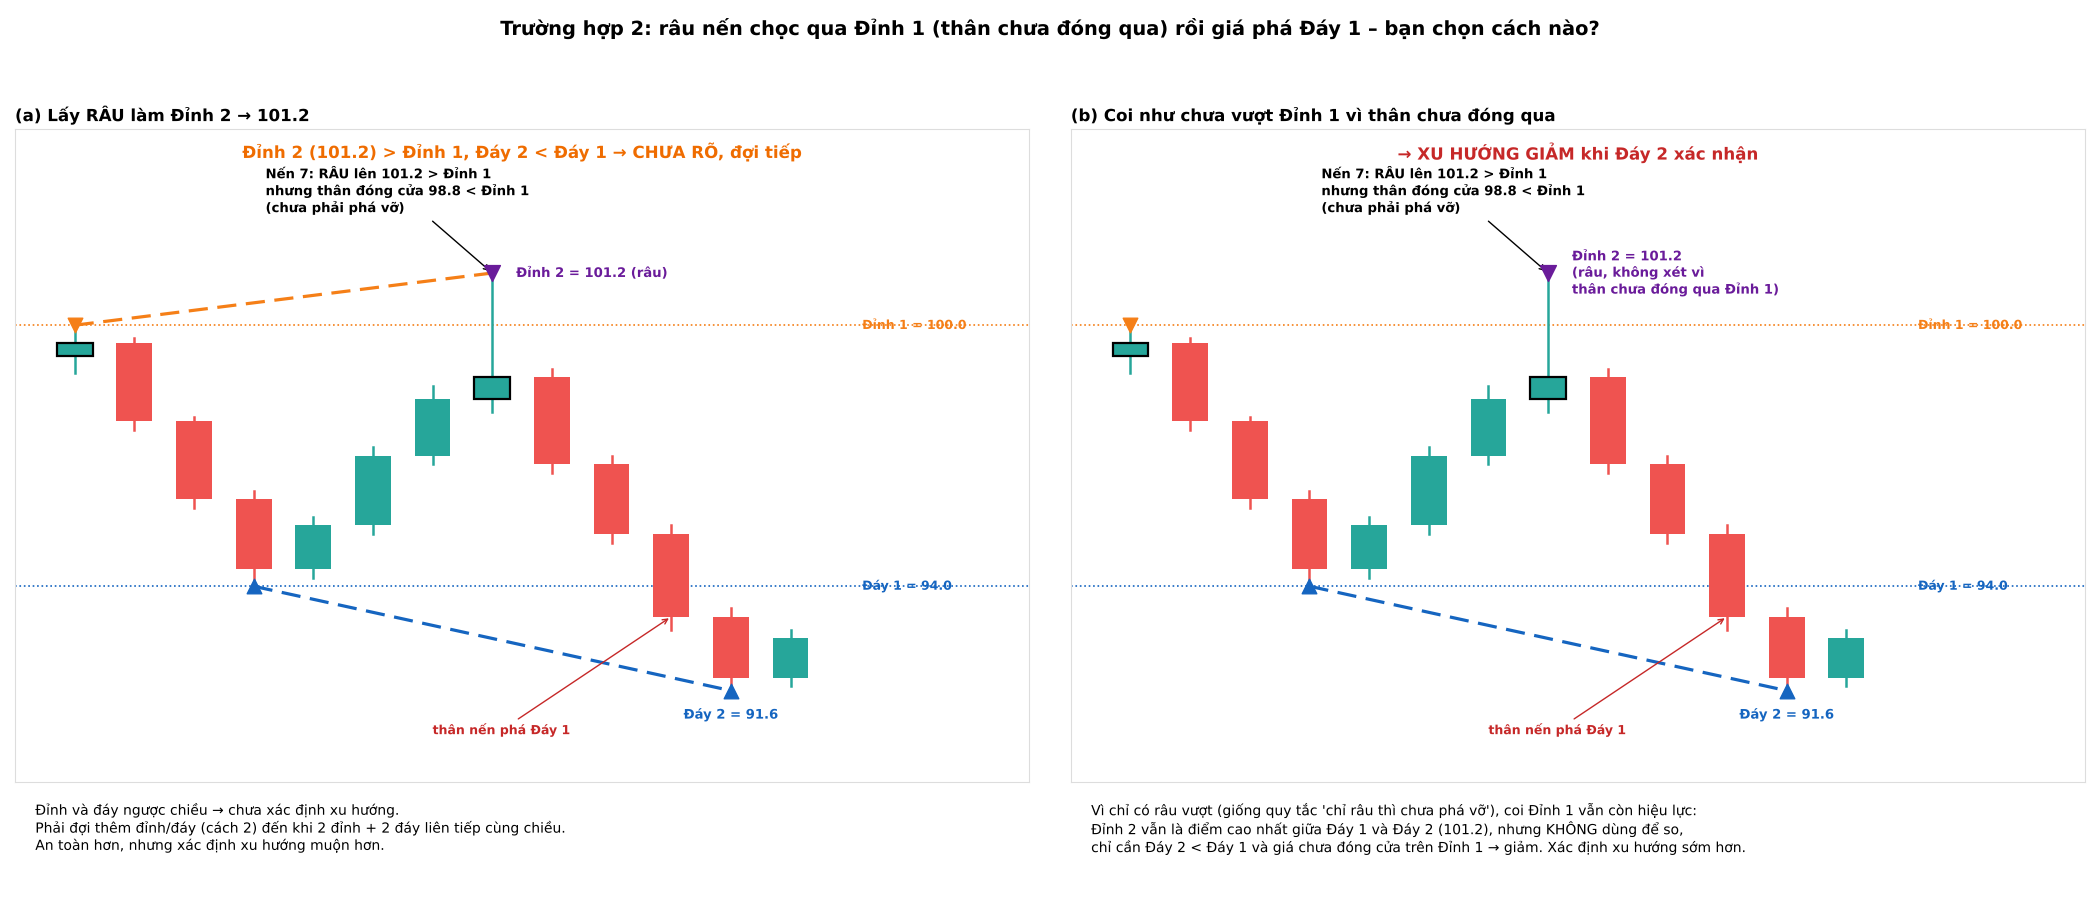 Trường hợp 2: râu nến chọc qua Đỉnh 1 (thân chưa đóng qua) rồi giá phá Đáy 1 – bạn chọn cách nào?
(a) Lấy RÂU làm Đỉnh 2 → 101.2
Đỉnh 2 (101.2) > Đỉnh 1, Đáy 2 < Đáy 1 → CHƯA RÕ, đợi tiếp
Nến 7: RÂU lên 101.2 > Đỉnh 1
nhưng thân đóng cửa 98.8 < Đỉnh 1
(chưa phải phá vỡ)
Đỉnh 2 = 101.2 (râu)
Đỉnh 1 = 100.0
Đáy 1 = 94.0
Đáy 2 = 91.6
thân nến phá Đáy 1
Đỉnh và đáy ngược chiều → chưa xác định xu hướng.
Phải đợi thêm đỉnh/đáy (cách 2) đến khi 2 đỉnh + 2 đáy liên tiếp cùng chiều.
An toàn hơn, nhưng xác định xu hướng muộn hơn.
(b) Coi như chưa vượt Đỉnh 1 vì thân chưa đóng qua
→ XU HƯỚNG GIẢM khi Đáy 2 xác nhận
Nến 7: RÂU lên 101.2 > Đỉnh 1
nhưng thân đóng cửa 98.8 < Đỉnh 1
(chưa phải phá vỡ)
Đỉnh 2 = 101.2
(râu, không xét vì
thân chưa đóng qua Đỉnh 1)
Đỉnh 1 = 100.0
Đáy 1 = 94.0
Đáy 2 = 91.6
thân nến phá Đáy 1
Vì chỉ có râu vượt (giống quy tắc 'chỉ râu thì chưa phá vỡ'), coi Đỉnh 1 vẫn còn hiệu lực:
Đỉnh 2 vẫn là điểm cao nhất giữa Đáy 1 và Đáy 2 (101.2), nhưng KHÔNG dùng để so,
chỉ cần Đáy 2 < Đáy 1 và giá chưa đóng cửa trên Đỉnh 1 → giảm. Xác định xu hướng sớm hơn.